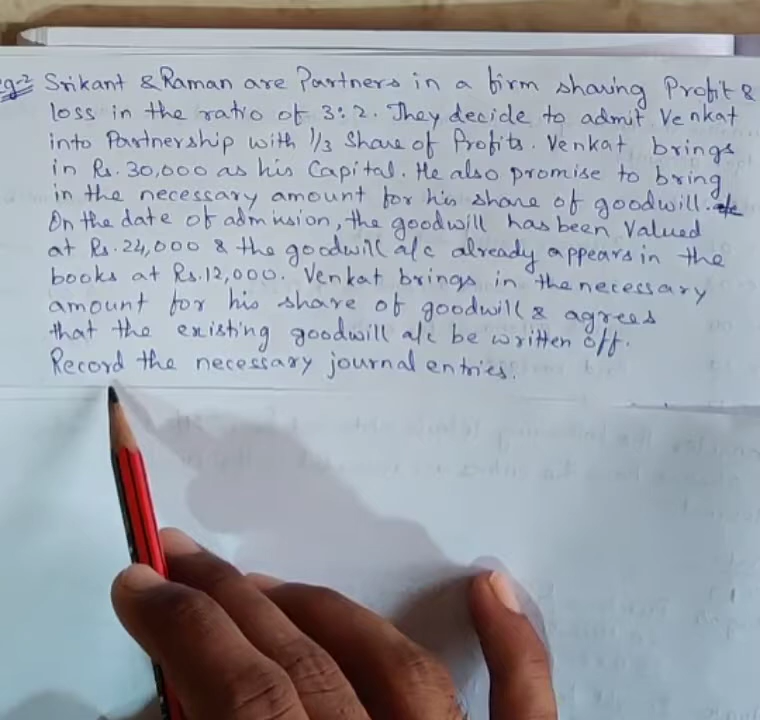 eg-2 Srikant & Raman are Partners in a firm sharing Profit &
loss in the ratio of 3:2. They decide to admit Venkat
into Partnership with 1/3 Share of Profits. Venkat brings
in Rs. 30,000 as his Capital. He also promise to bring
in the necessary amount for his share of goodwill.
On the date of admission, the goodwill has been Valued
at Rs. 24,000 & the goodwill a/c already appears in the
books at Rs. 12,000. Venkat brings in the necessary
amount for his share of goodwill & agrees
that the existing goodwill a/c be written off.
Record the necessary journal entries.